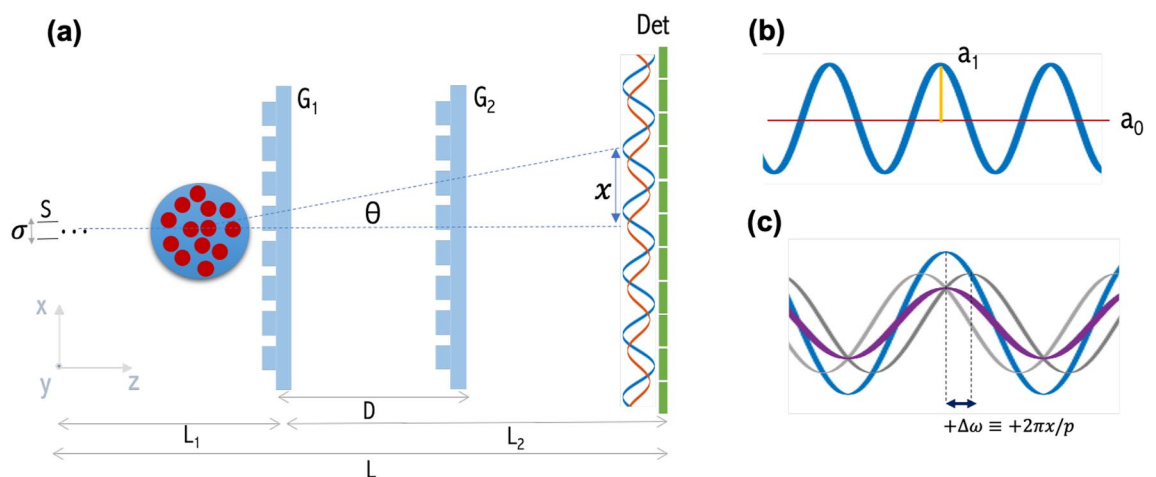 (a)
Det
G₁
G₂
S
σ
...
θ
x
x
y
z
D
L₁
L₂
L
(b)
a₁
a₀
(c)
+Δω ≡ +2πx/p